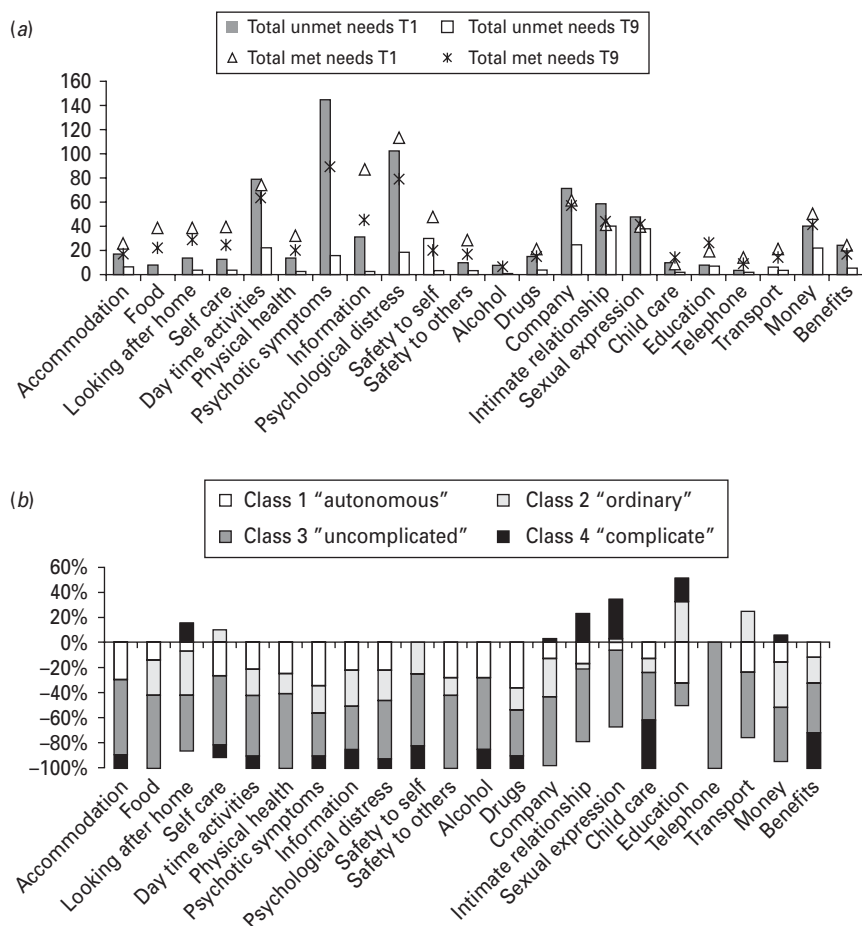 (a)
Total unmet needs T1
Total unmet needs T9
Total met needs T1
Total met needs T9
160
140
120
100
80
60
40
20
0
Accommodation
Food
Looking after home
Self care
Day time activities
Physical health
Psychotic symptoms
Information
Psychological distress
Safety to self
Safety to others
Alcohol
Drugs
Company
Intimate relationship
Sexual expression
Child care
Education
Telephone
Transport
Money
Benefits
(b)
Class 1 “autonomous”
Class 2 “ordinary”
Class 3 “uncomplicated”
Class 4 “complicate”
60%
40%
20%
0%
−20%
−40%
−60%
−80%
−100%
Accommodation
Food
Looking after home
Self care
Day time activities
Physical health
Psychotic symptoms
Information
Psychological distress
Safety to self
Safety to others
Alcohol
Drugs
Company
Intimate relationship
Sexual expression
Child care
Education
Telephone
Transport
Money
Benefits